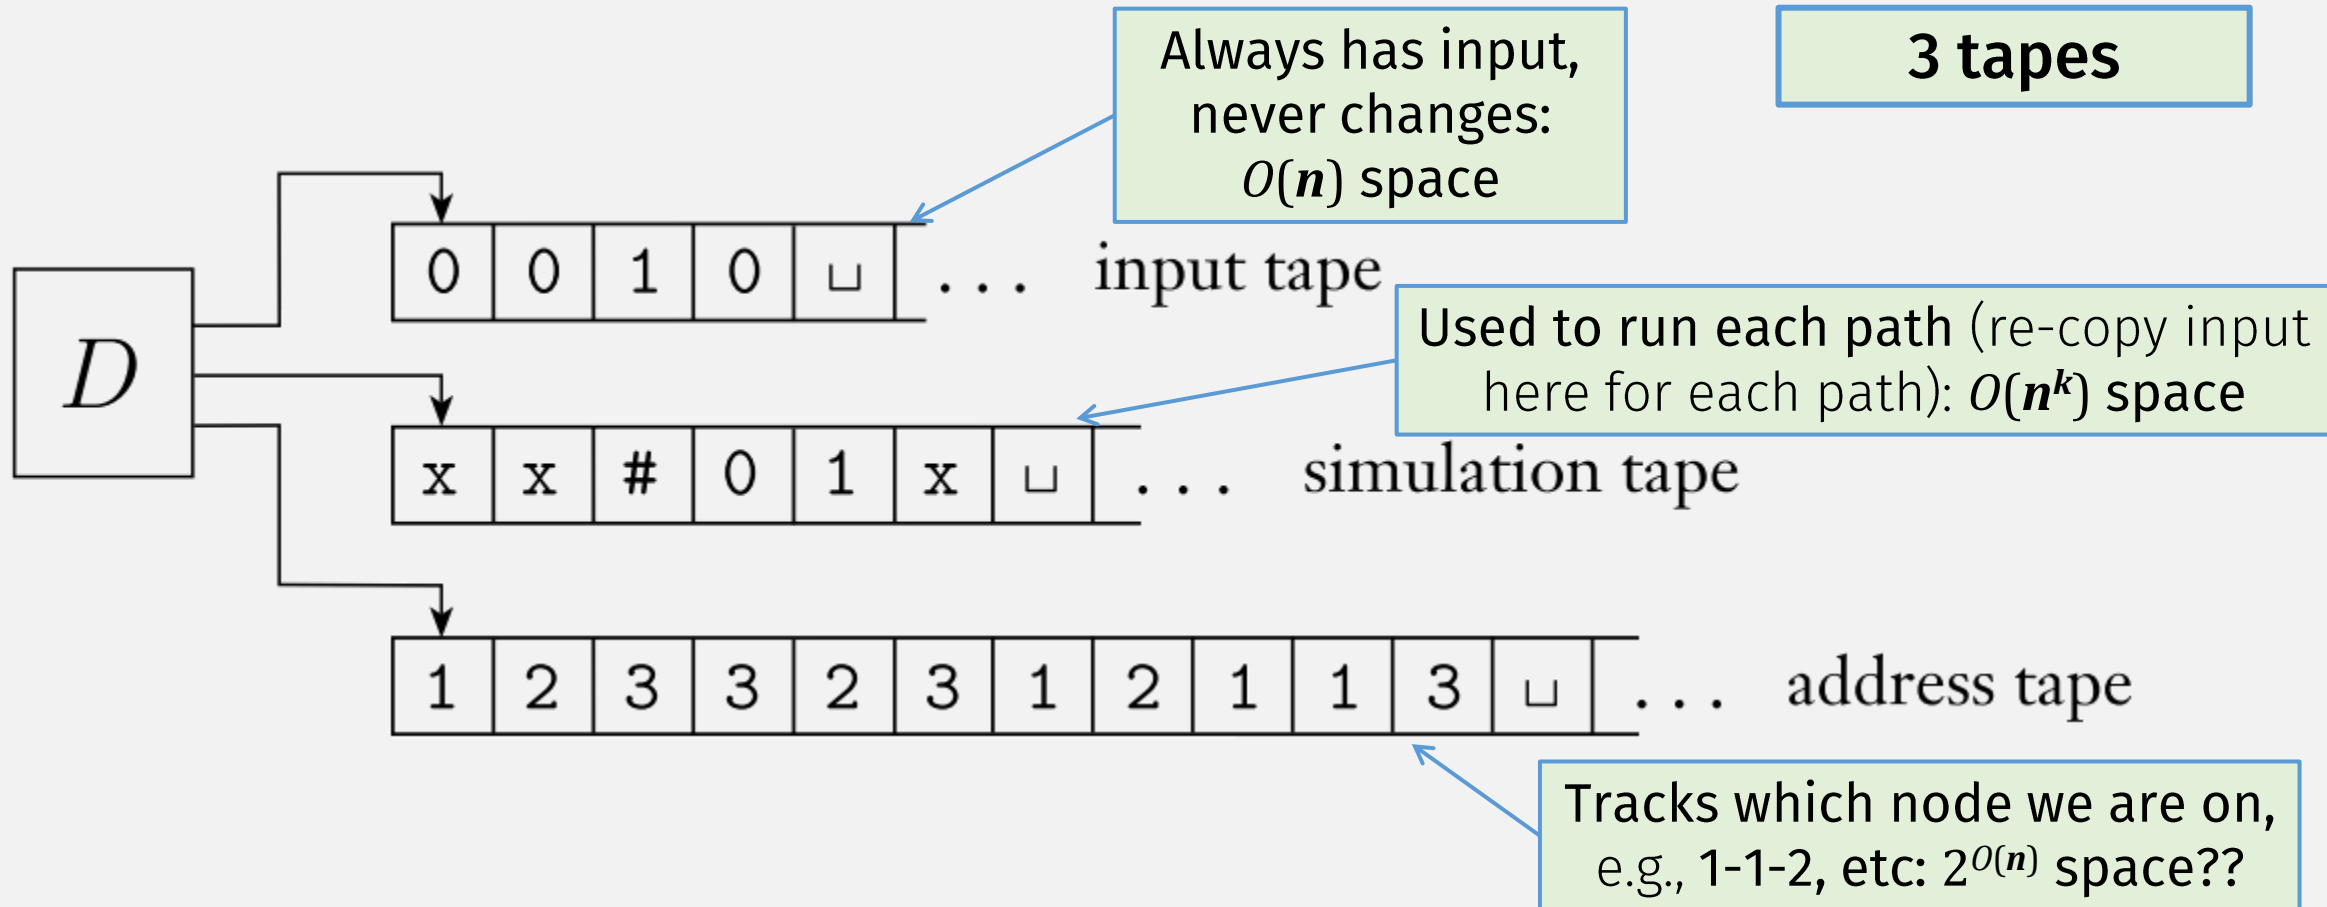 Always has input,
never changes:
O(n) space
3 tapes
0 0 1 0 ␣ ... input tape
D
Used to run each path (re-copy input
here for each path): O(nᵏ) space
x x # 0 1 x ␣ ... simulation tape
1 2 3 3 2 3 1 2 1 1 3 ␣ ... address tape
Tracks which node we are on,
e.g., 1-1-2, etc: 2^O(n) space??